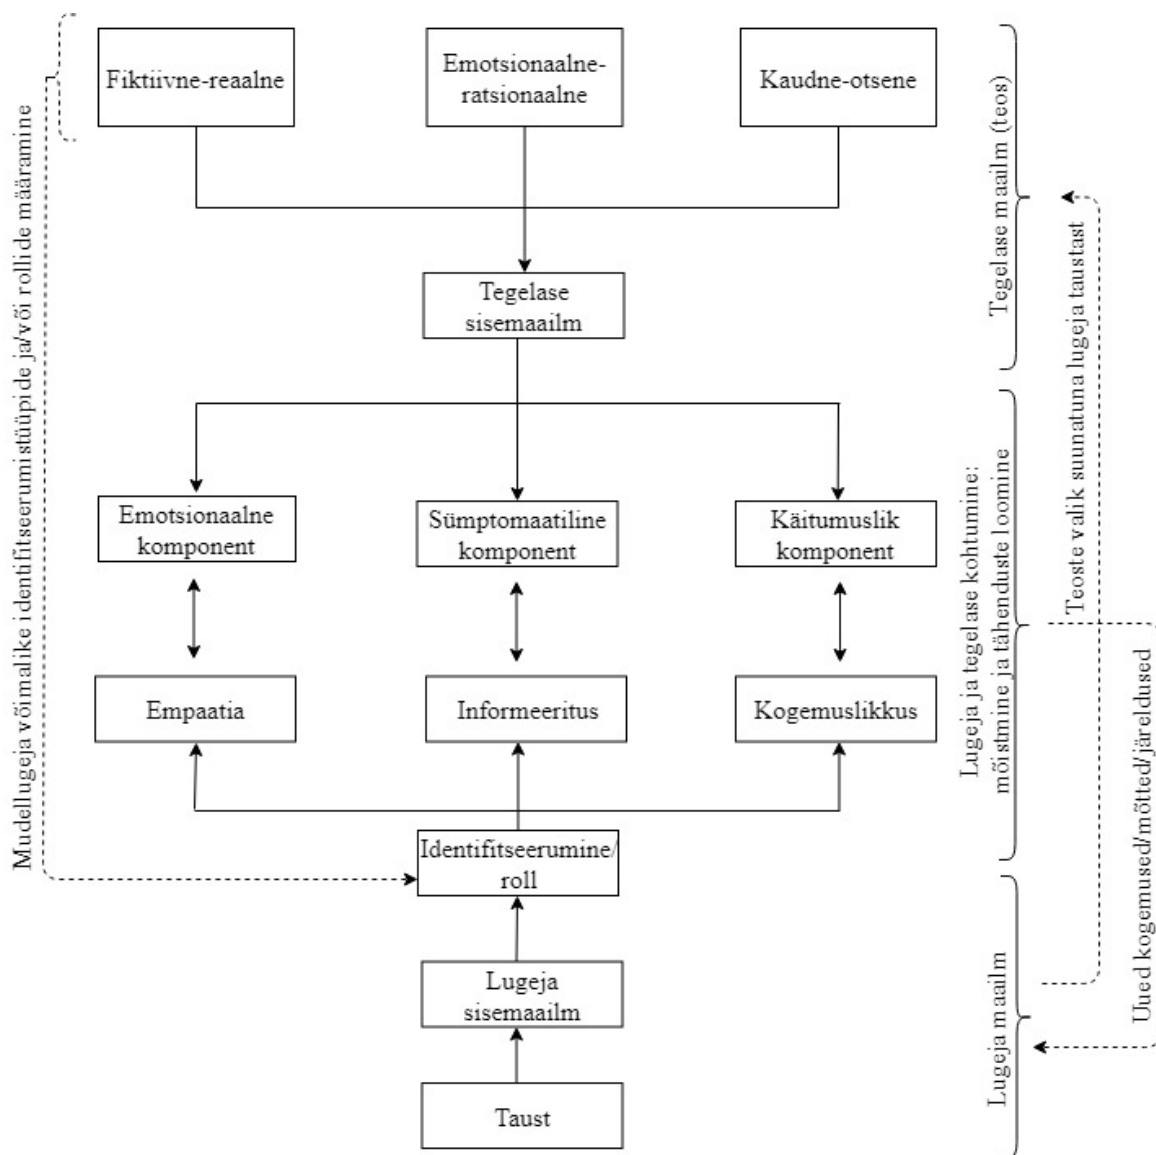 Fiktiivne-reaalne
Emotsionaalne-
ratsionaalne
Kaudne-otsene
Tegelase
sisemaailm
Emotsionaalne
komponent
Sümptomaatiline
komponent
Käitumuslik
komponent
Empaatia
Informeeritus
Kogemuslikkus
Identifitseerumine/
roll
Lugeja
sisemaailm
Taust
Mudellugeja võimalike identifitseerumistüüpide ja/või rollide määramine
Tegelase maailm (teos)
Lugeja ja tegelase kohtumine:
mõistmine ja tähenduste loomine
Lugeja maailm
Teoste valik suunatuna lugeja taustast
Uued kogemused/mõtted/järeldused